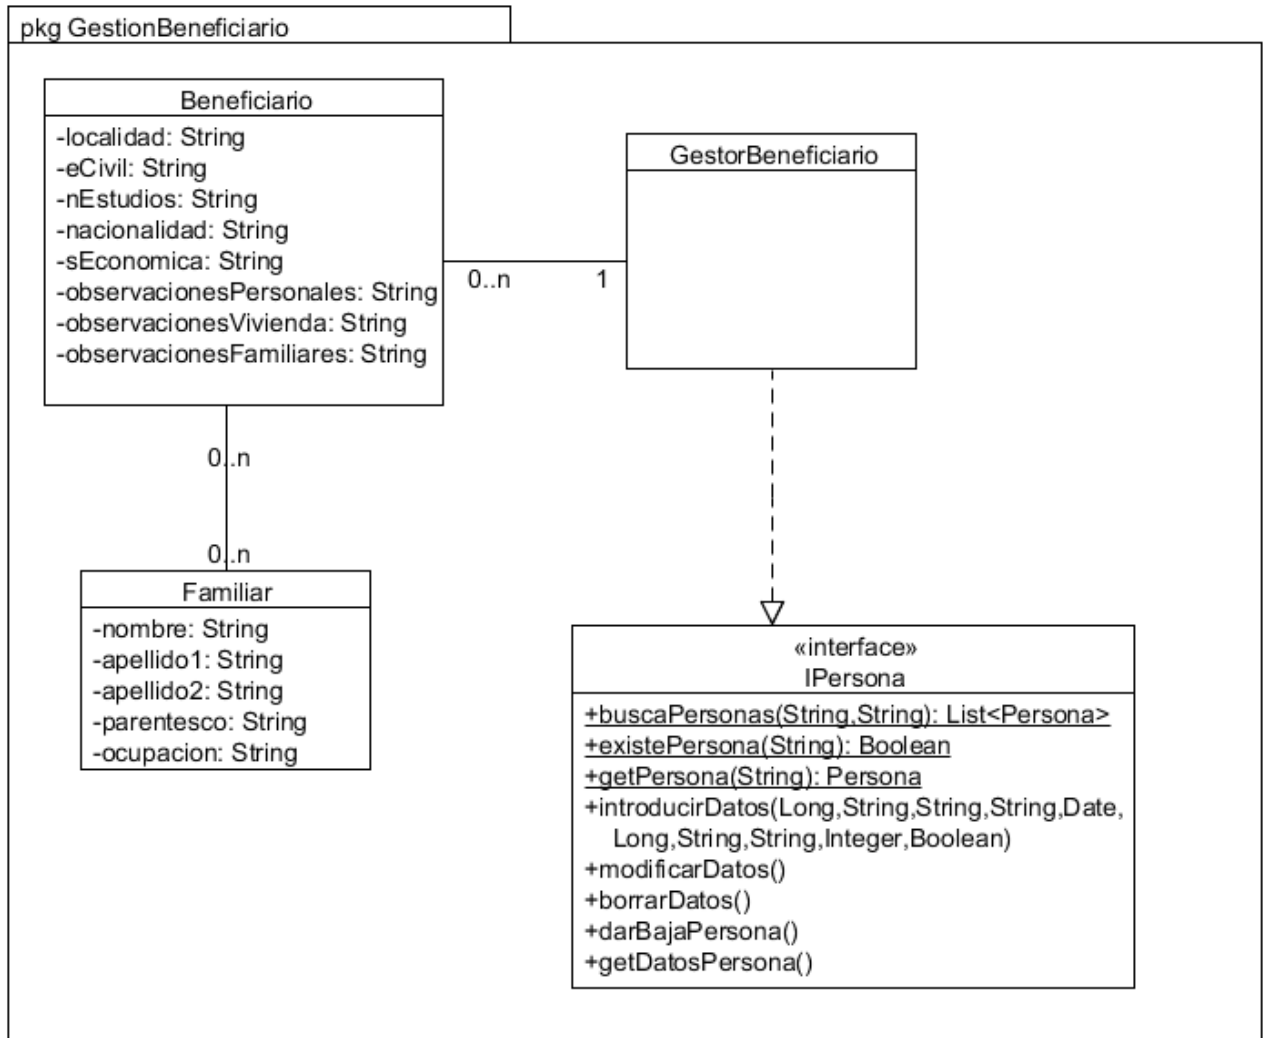 pkg GestionBeneficiario
Beneficiario
-localidad: String
-eCivil: String
-nEstudios: String
-nacionalidad: String
-sEconomica: String
-observacionesPersonales: String
-observacionesVivienda: String
-observacionesFamiliares: String
GestorBeneficiario
0..n
1
0..n
0..n
Familiar
-nombre: String
-apellido1: String
-apellido2: String
-parentesco: String
-ocupacion: String
«interface»
IPersona
+buscaPersonas(String,String): List<Persona>
+existePersona(String): Boolean
+getPersona(String): Persona
+introducirDatos(Long,String,String,String,Date,
Long,String,String,Integer,Boolean)
+modificarDatos()
+borrarDatos()
+darBajaPersona()
+getDatosPersona()